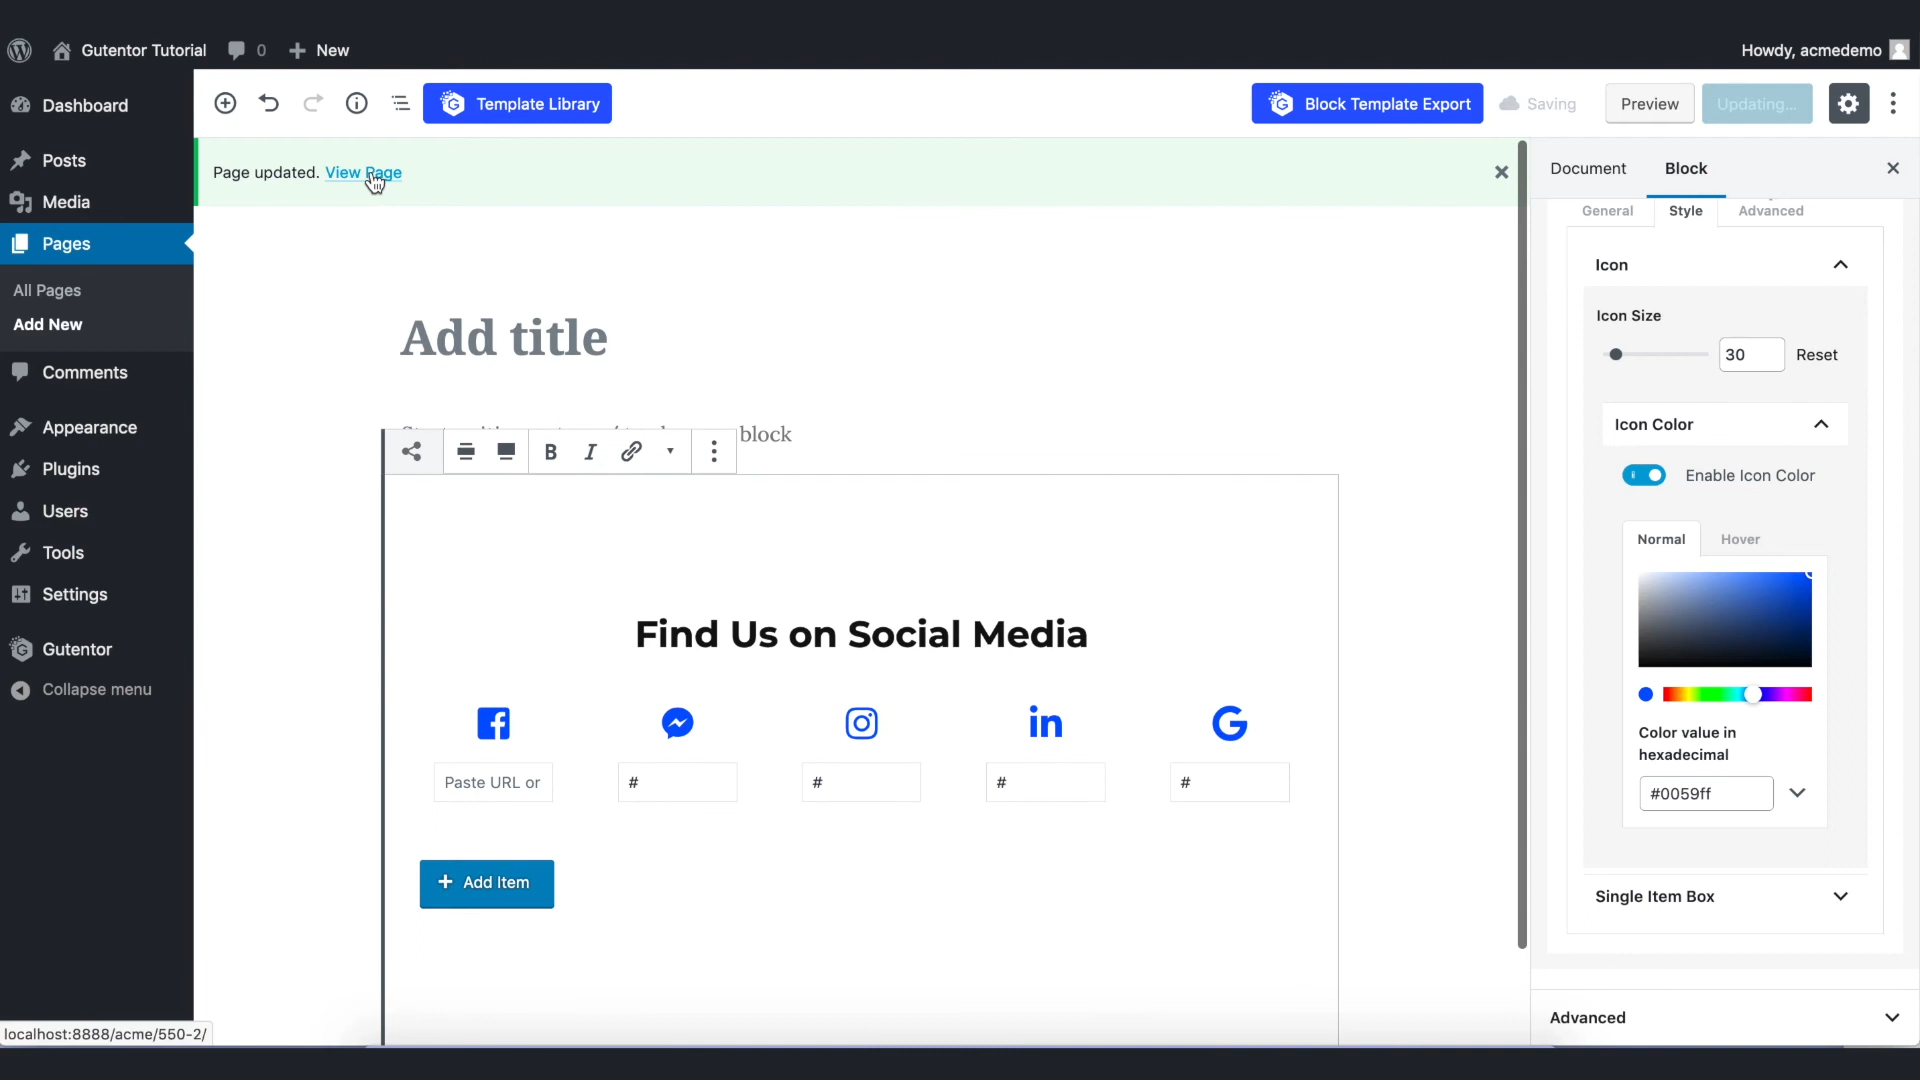 Gutentor Tutorial
0
New
Howdy, acmedemo
Dashboard
Posts
Media
Pages
All Pages
Add New
Comments
Appearance
Plugins
Users
Tools
Settings
Gutentor
Collapse menu
Template Library
Block Template Export
Saving
Preview
Updating...
Page updated. View Page
Add title
block
Find Us on Social Media
Paste URL or
#
#
#
#
Add Item
Document
Block
General
Style
Advanced
Icon
Icon Size
30
Reset
Icon Color
Enable Icon Color
Normal
Hover
Color value in
hexadecimal
#0059ff
Single Item Box
Advanced
localhost:8888/acme/550-2/